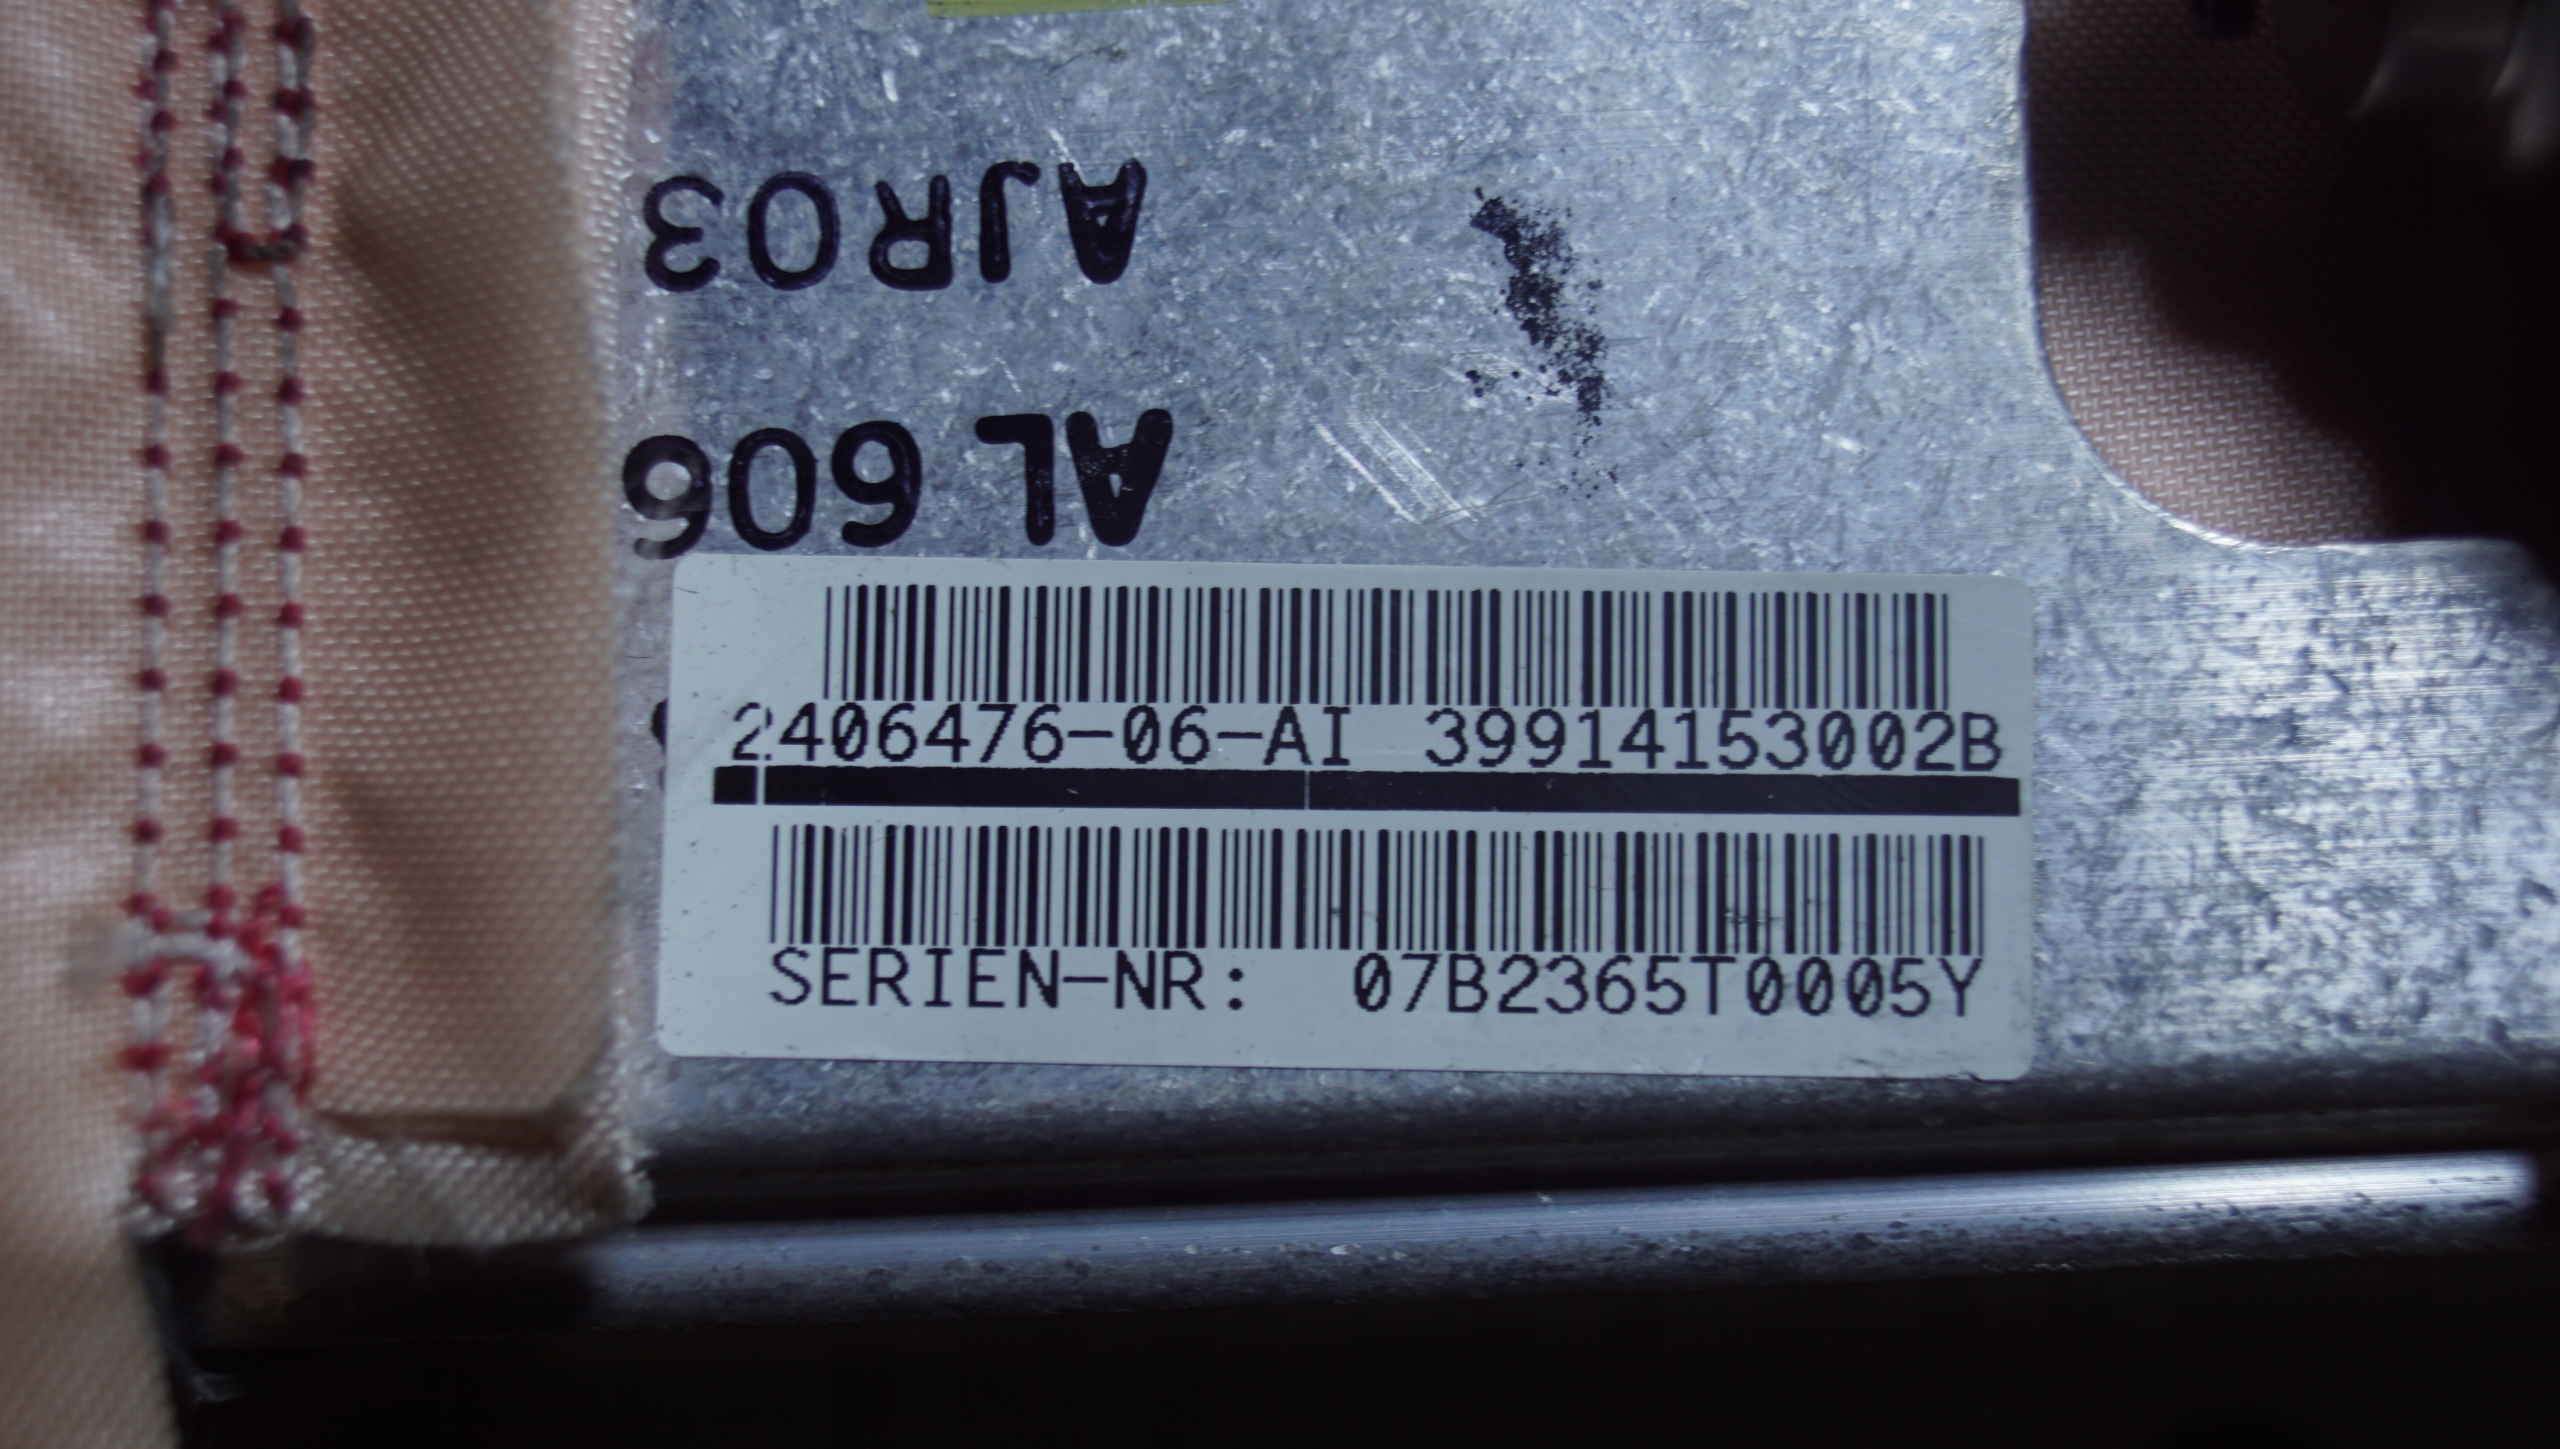 AJR03
AL 606
2406476-06-AI 39914153002B
SERIEN-NR: 07B2365T0005Y